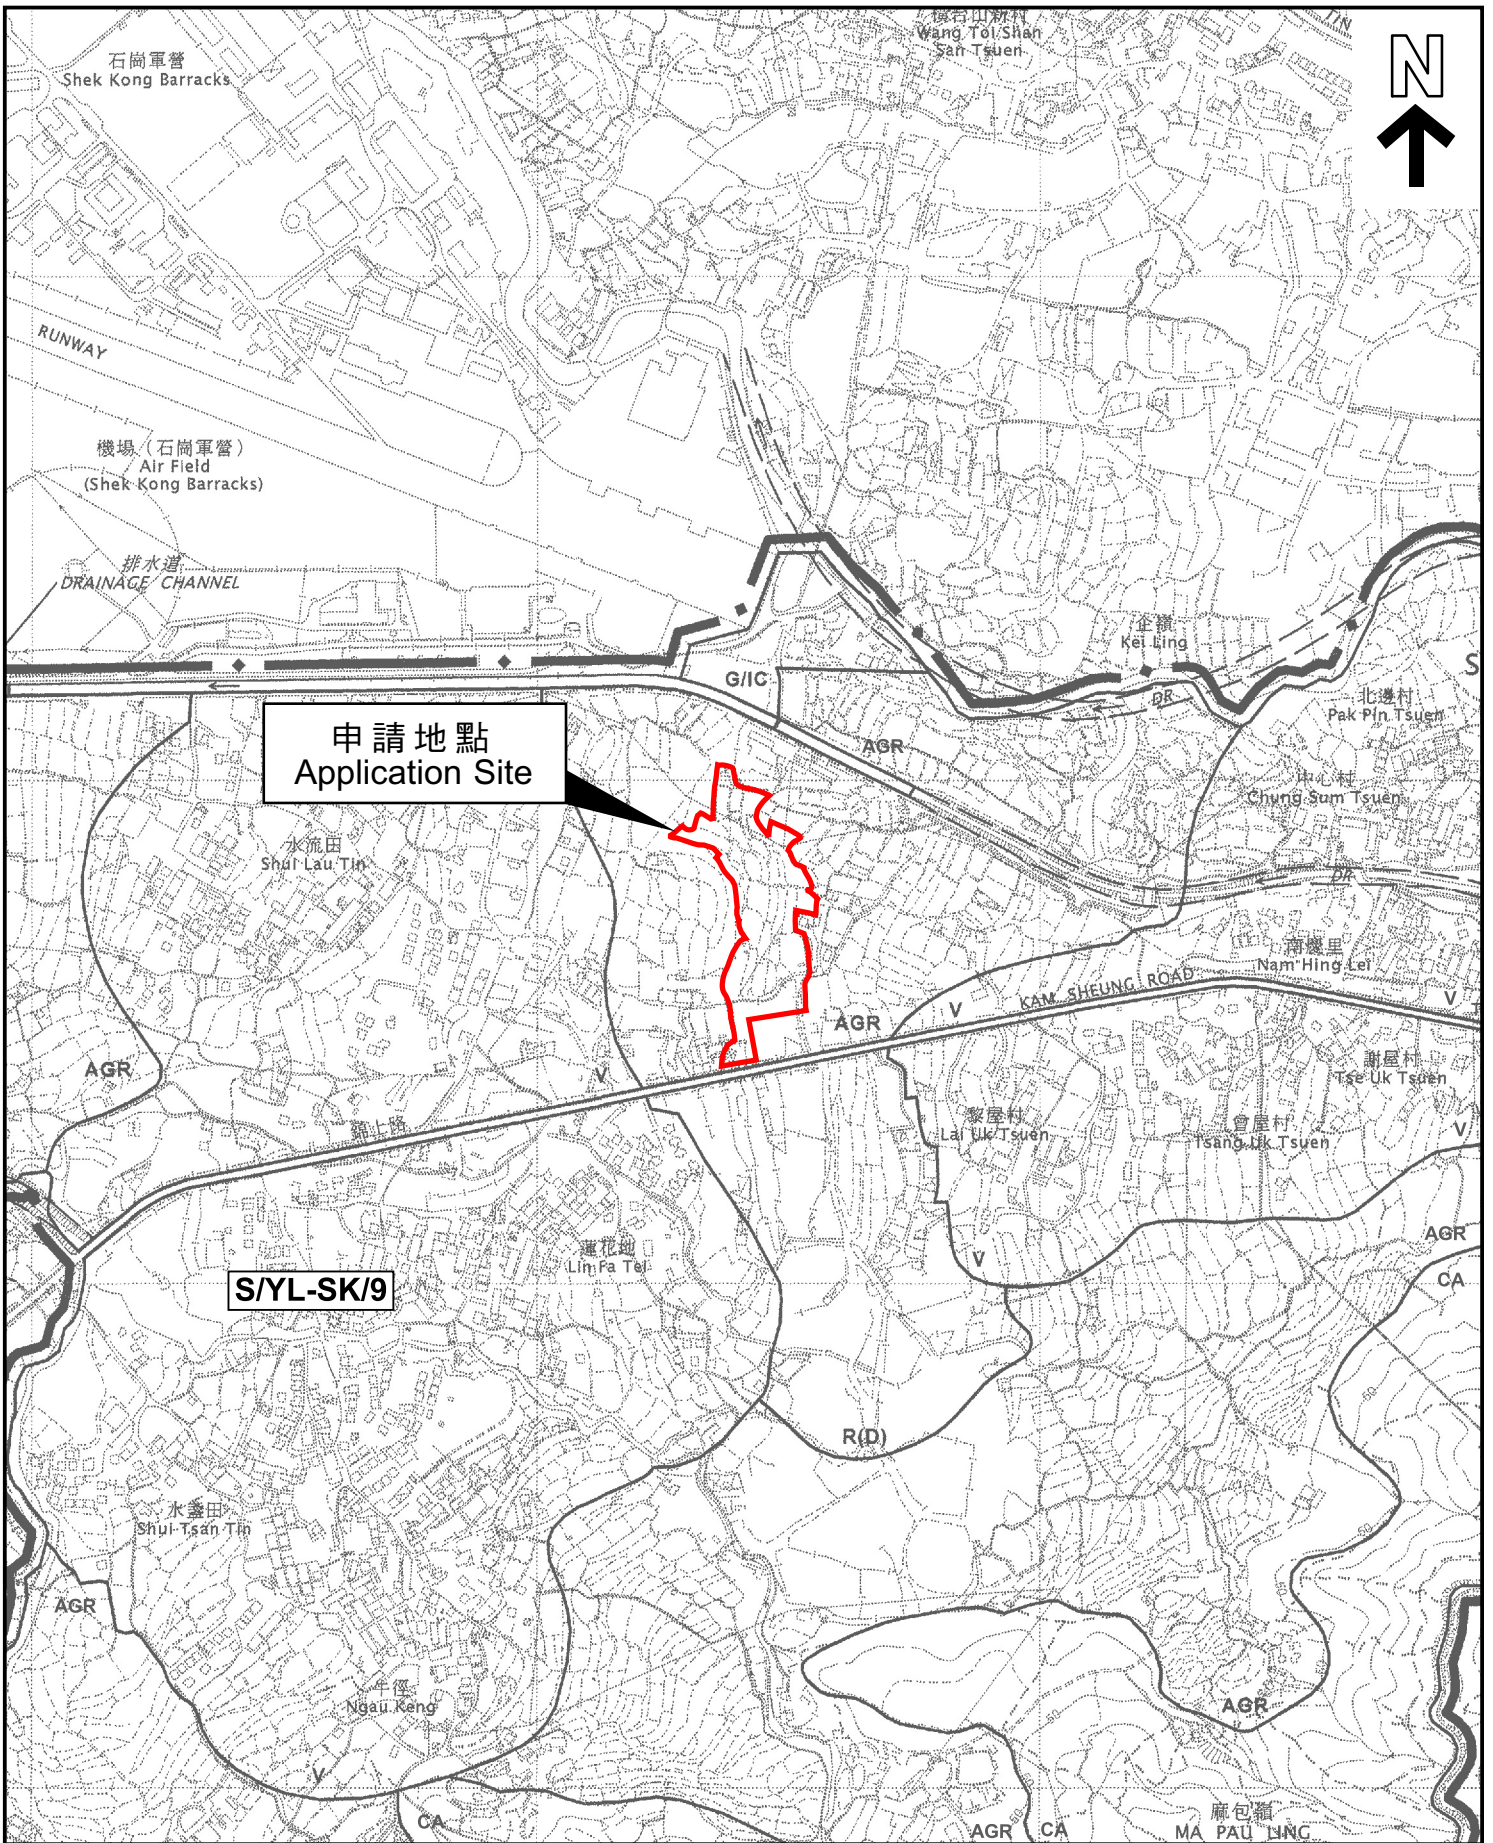 石崗軍營
Shek Kong Barracks
Wang Toi Shan
San Tsuen
N
RUNWAY
機場（石崗軍營）
Air Field
(Shek Kong Barracks)
排水道
DRAINAGE CHANNEL
企嶺
Kei Ling
G/IC
DR
北邊村
Pak Pin Tsuen
申請地點
Application Site
AGR
中心村
Chung Sum Tsuen
水流田
Shui Lau Tin
DR
南慶里
Nam Hing Lei
KAM SHEUNG ROAD
V
V
AGR
AGR
V
謝屋村
Tse Uk Tsuen
錦上路
黎屋村
Lai Uk Tsuen
曾屋村
Tsang Uk Tsuen
V
蓮花地
Lin Fa Tei
V
AGR
CA
S/YL-SK/9
50
R(D)
水盞田
Shui Tsan Tin
AGR
牛徑
Ngau Keng
AGR
V
CA
AGR
CA
麻包嶺
MA PAU LING